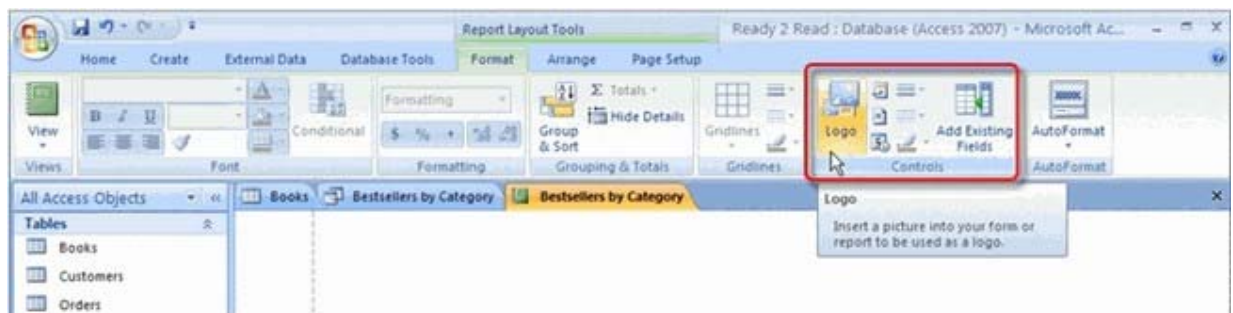 Report Layout Tools
Ready 2 Read : Database (Access 2007) - Microsoft Ac...
Home Create External Data Database Tools Format Arrange Page Setup
View
B I U
Conditional
Formatting
$ %
Group & Sort
Σ Totals
Hide Details
Gridlines
Logo
Add Existing Fields
AutoFormat
Views Font Formatting Grouping & Totals Gridlines Controls AutoFormat
All Access Objects
Books
Bestsellers by Category
Bestsellers by Category
Logo
Insert a picture into your form or
report to be used as a logo.
Tables
Books
Customers
Orders